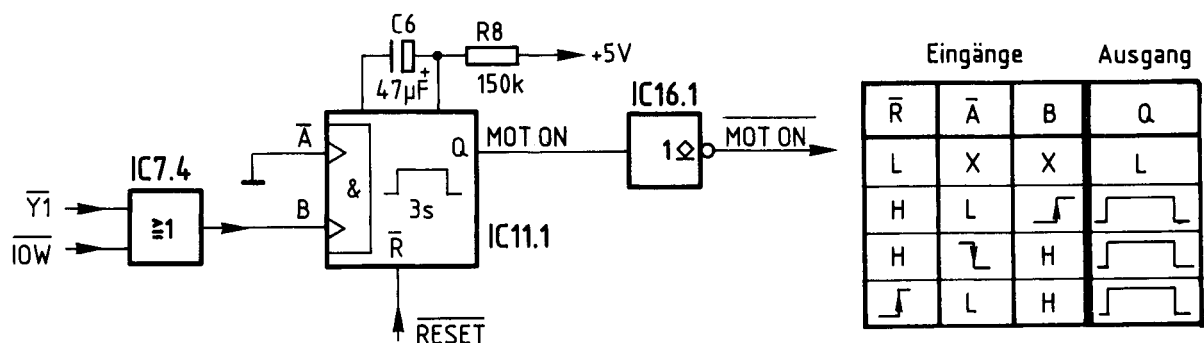 C6
R8
+
47µF
150k
+5V
IC7.4
Y1
IOW
≧1
A
B
&
3s
Q
R
IC11.1
RESET
MOT ON
IC16.1
1
MOT ON
Eingänge Ausgang
R A B Q
L X X L
H L
H H
L H